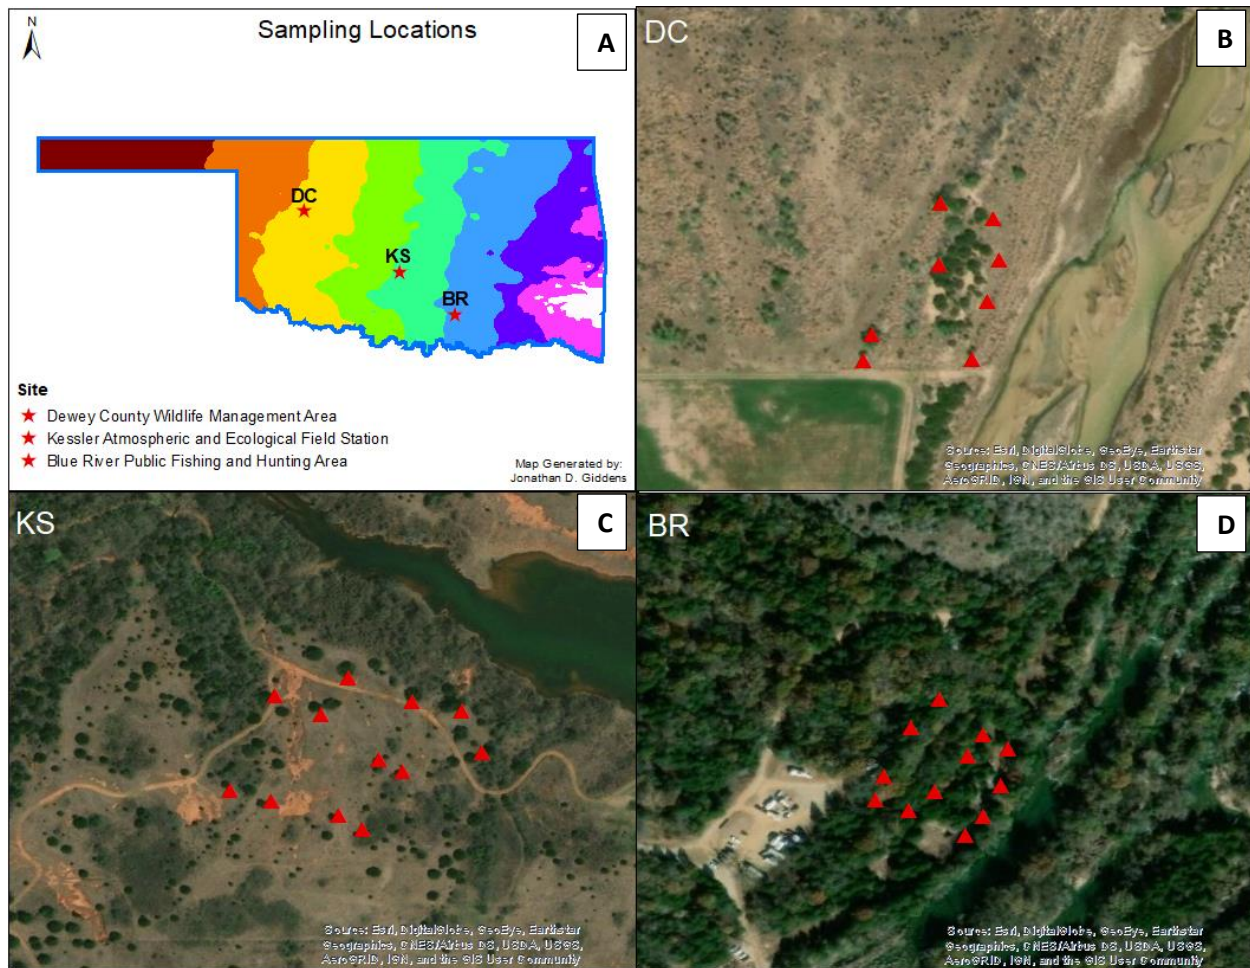 N
Sampling Locations
A
DC
KS
BR
Site
Dewey County Wildlife Management Area
Kessler Atmospheric and Ecological Field Station
Blue River Public Fishing and Hunting Area
Map Generated by:
Jonathan D. Giddens
DC
B
Source: Esri, DigitalGlobe, GeoEye, Earthstar
Geographics, CNES/Airbus DS, USDA, USGS,
AeroGRID, IGN, and the GIS User Community
KS
C
Source: Esri, DigitalGlobe, GeoEye, Earthstar
Geographics, CNES/Airbus DS, USDA, USGS,
AeroGRID, IGN, and the GIS User Community
BR
D
Source: Esri, DigitalGlobe, GeoEye, Earthstar
Geographics, CNES/Airbus DS, USDA, USGS,
AeroGRID, IGN, and the GIS User Community